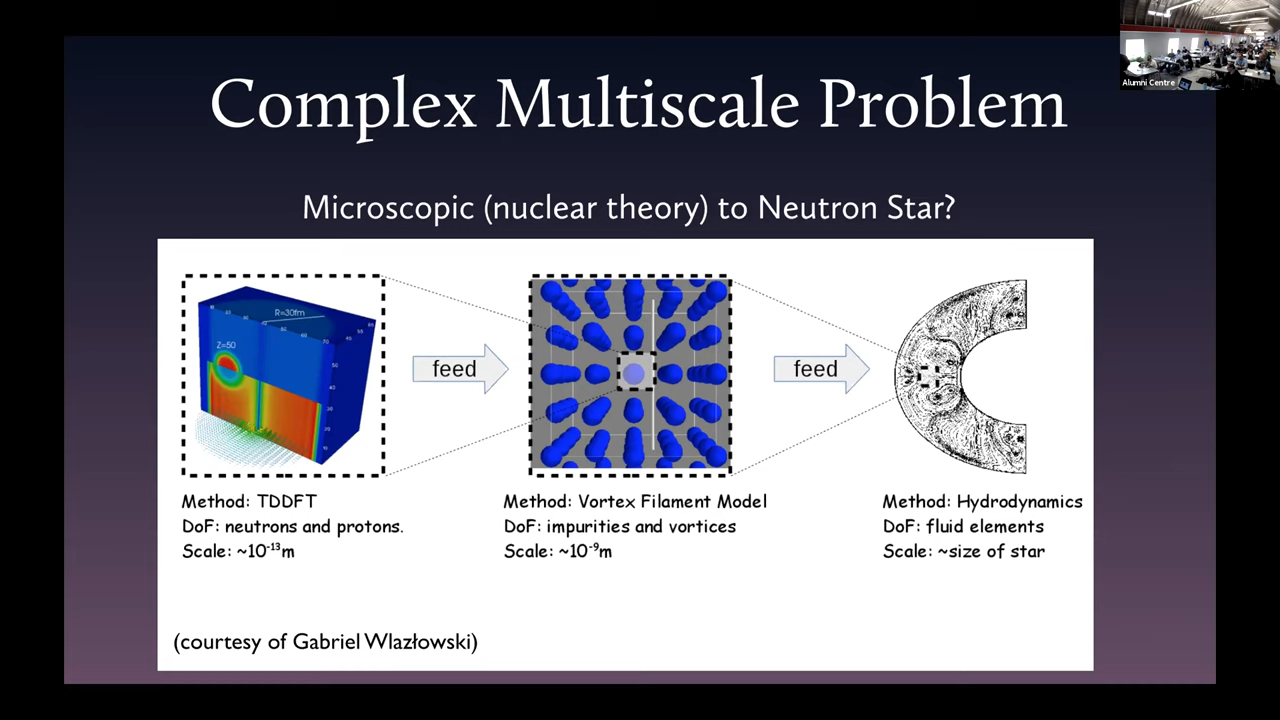 Alumni Centre
Complex Multiscale Problem
Microscopic (nuclear theory) to Neutron Star?
R=30fm
Z=50
feed
feed
Method: TDDFT
DoF: neutrons and protons.
Scale: ~10⁻¹³m
Method: Vortex Filament Model
DoF: impurities and vortices
Scale: ~10⁻⁹m
Method: Hydrodynamics
DoF: fluid elements
Scale: ~size of star
(courtesy of Gabriel Wlazłowski)